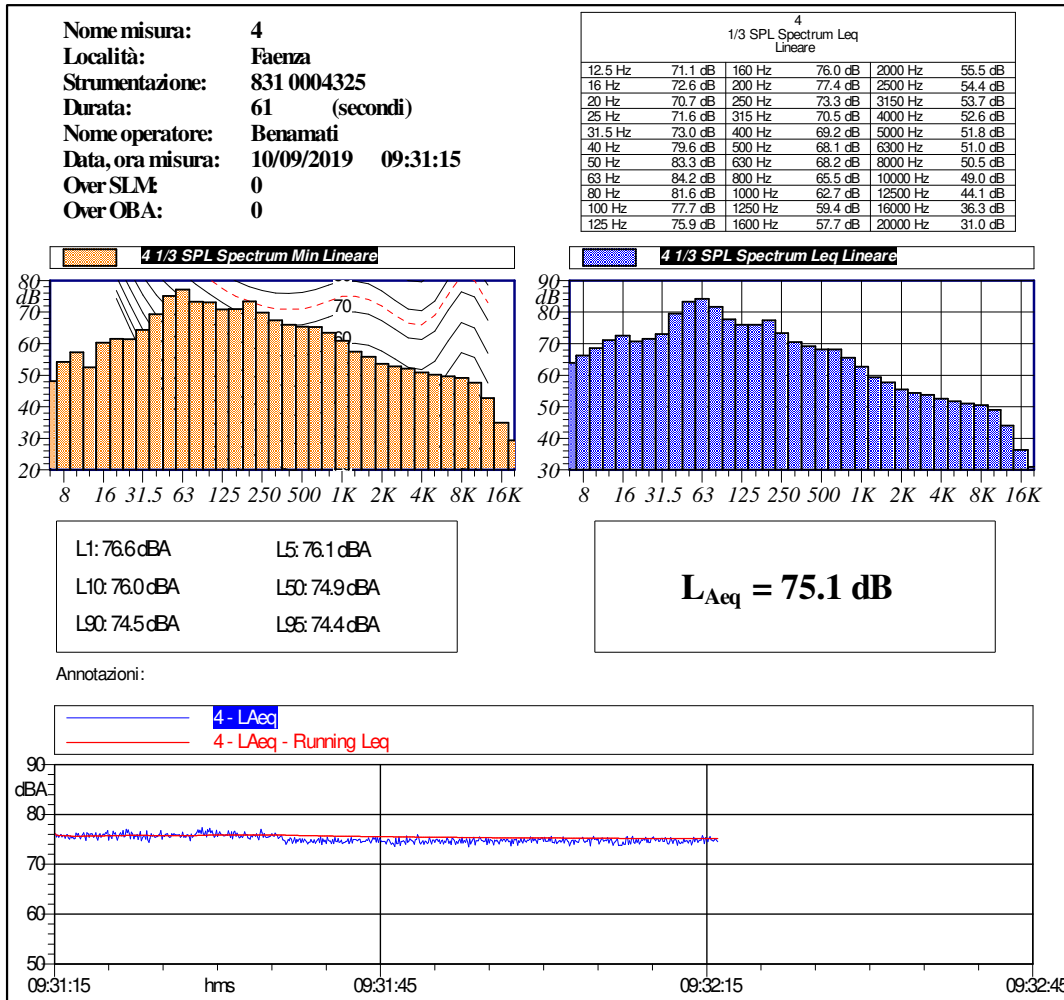 Nome misura: 4
Località: Faenza
Strumentazione: 831 0004325
Durata: 61 (secondi)
Nome operatore: Benamati
Data, ora misura: 10/09/2019 09:31:15
Over SLM: 0
Over OBA: 0
4
1/3 SPL Spectrum Leq
Lineare
12.5 Hz 71.1 dB 160 Hz 76.0 dB 2000 Hz 55.5 dB
16 Hz 72.6 dB 200 Hz 77.4 dB 2500 Hz 54.4 dB
20 Hz 70.7 dB 250 Hz 73.3 dB 3150 Hz 53.7 dB
25 Hz 71.6 dB 315 Hz 70.5 dB 4000 Hz 52.6 dB
31.5 Hz 73.0 dB 400 Hz 69.2 dB 5000 Hz 51.8 dB
40 Hz 79.6 dB 500 Hz 68.1 dB 6300 Hz 51.0 dB
50 Hz 83.3 dB 630 Hz 68.2 dB 8000 Hz 50.5 dB
63 Hz 84.2 dB 800 Hz 65.5 dB 10000 Hz 49.0 dB
80 Hz 81.6 dB 1000 Hz 62.7 dB 12500 Hz 44.1 dB
100 Hz 77.7 dB 1250 Hz 59.4 dB 16000 Hz 36.3 dB
125 Hz 75.9 dB 1600 Hz 57.7 dB 20000 Hz 31.0 dB
4 1/3 SPL Spectrum Min Lineare
80
dB
70
60
50
40
30
20
70
60
8 16 31.5 63 125 250 500 1K 2K 4K 8K 16K
4 1/3 SPL Spectrum Leq Lineare
90
dB
80
70
60
50
40
30
8 16 31.5 63 125 250 500 1K 2K 4K 8K 16K
L1: 76.6 dBA L5: 76.1 dBA
L10: 76.0 dBA L50: 74.9 dBA
L90: 74.5 dBA L95: 74.4 dBA
LAeq = 75.1 dB
Annotazioni:
4 - LAeq
4 - LAeq - Running Leq
90
dBA
80
70
60
50
09:31:15 hms 09:31:45 09:32:15 09:32:45